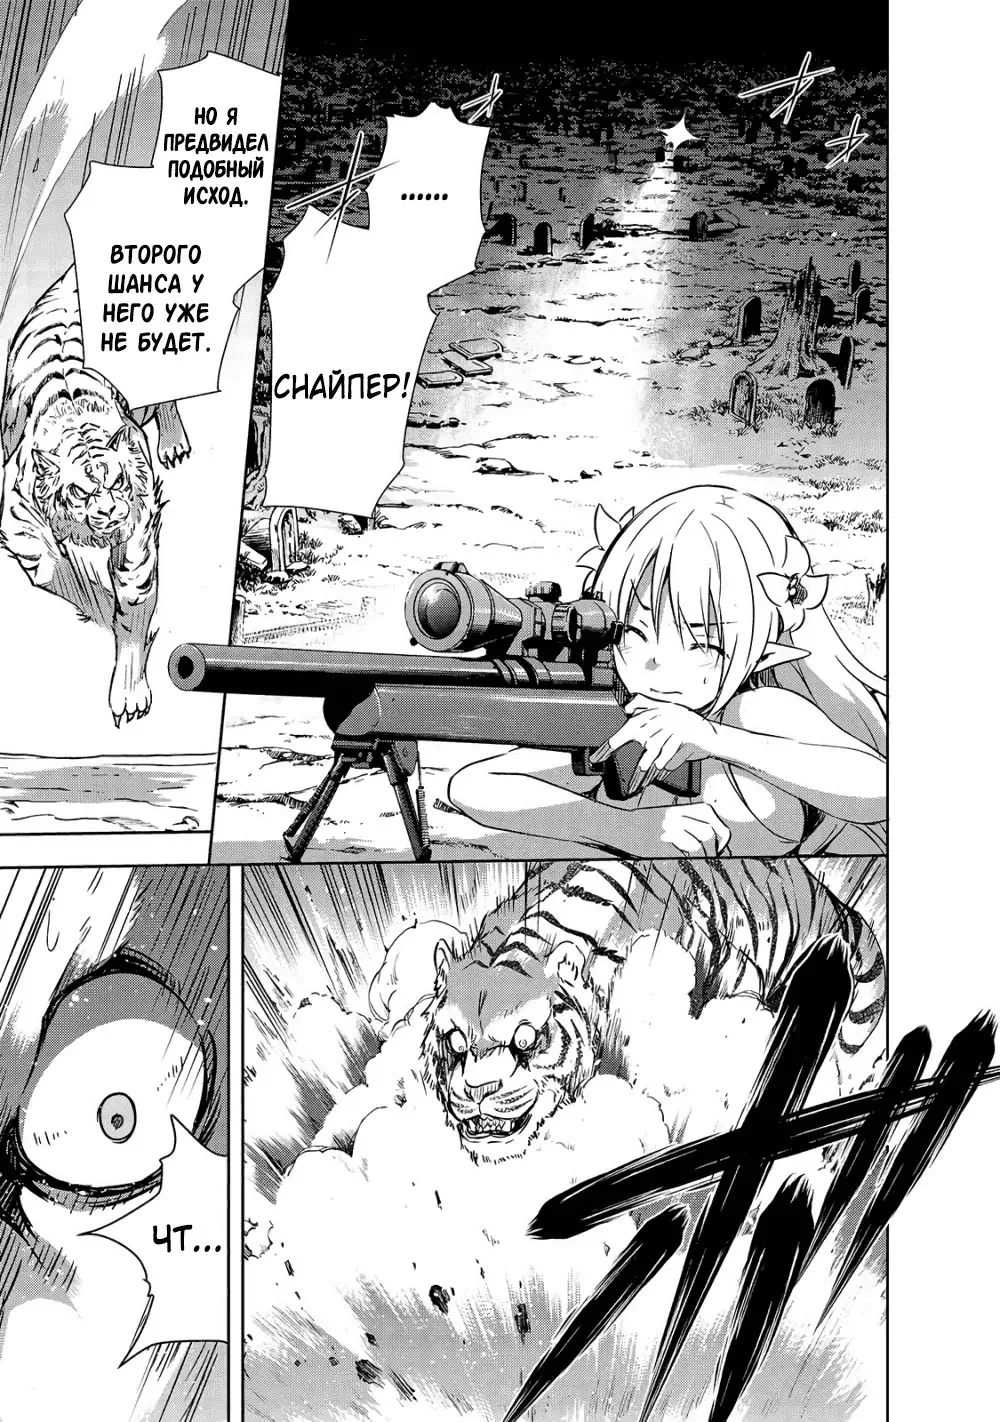 ......
СНАЙПЕР!
НО Я
ПРЕДВИДЕЛ
ПОДОБНЫЙ
ИСХОД.
ВТОРОГО
ШАНСА У
НЕГО УЖЕ
НЕ БУДЕТ.
ЧТ...